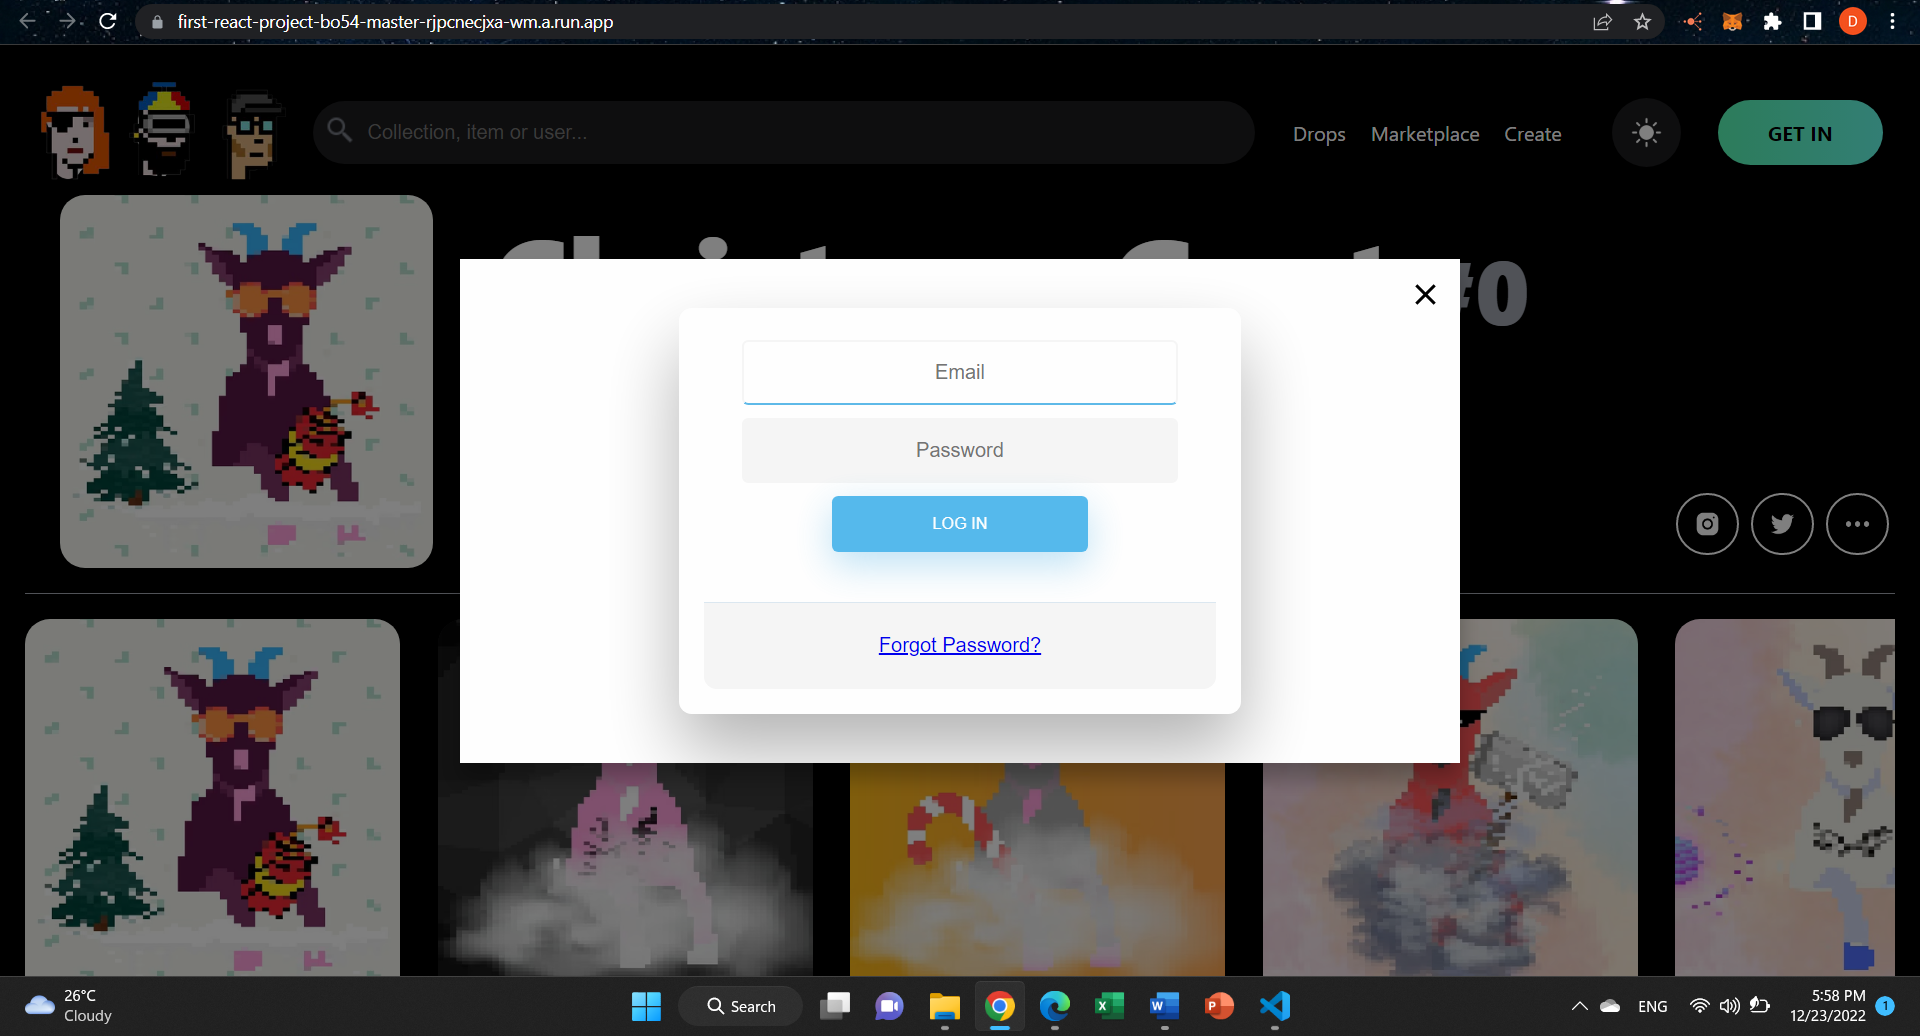 first-react-project-bo54-master-rjpcnecjxa-wm.a.run.app
D
Collection, item or user...
Drops
Marketplace
Create
GET IN
#0
Email
Password
LOG IN
Forgot Password?
26°C
Cloudy
Search
ENG
5:58 PM
12/23/2022
1